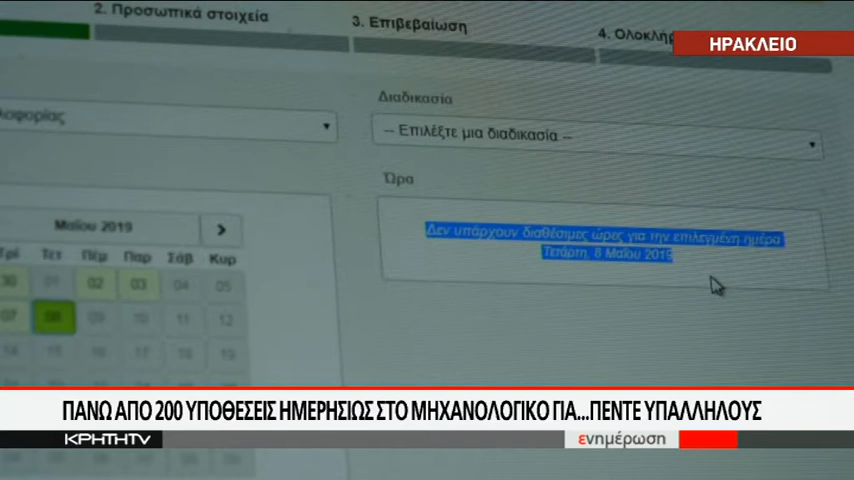 2. Προσωπικά στοιχεία
3. Επιβεβαίωση
ΗΡΑΚΛΕΙΟ
Διαδικασία
-- Επιλέξτε μια διαδικασία --
Ώρα
Δεν υπάρχουν διαθέσιμες ώρες για την επιλεγμένη ημέρα
Τετάρτη, 8 Μαΐου 2019
Μαΐου 2019
Τρί Τετ Πέμ Παρ Σάβ Κυρ
30 01 02 03 04 05
07 08 09 10 11 12
14 15 16 17 18 19
ΠΑΝΩ ΑΠΟ 200 ΥΠΟΘΕΣΕΙΣ ΗΜΕΡΗΣΙΩΣ ΣΤΟ ΜΗΧΑΝΟΛΟΓΙΚΟ ΓΙΑ...ΠΕΝΤΕ ΥΠΑΛΛΗΛΟΥΣ
ΚΡΗΤΗTV
ενημέρωση